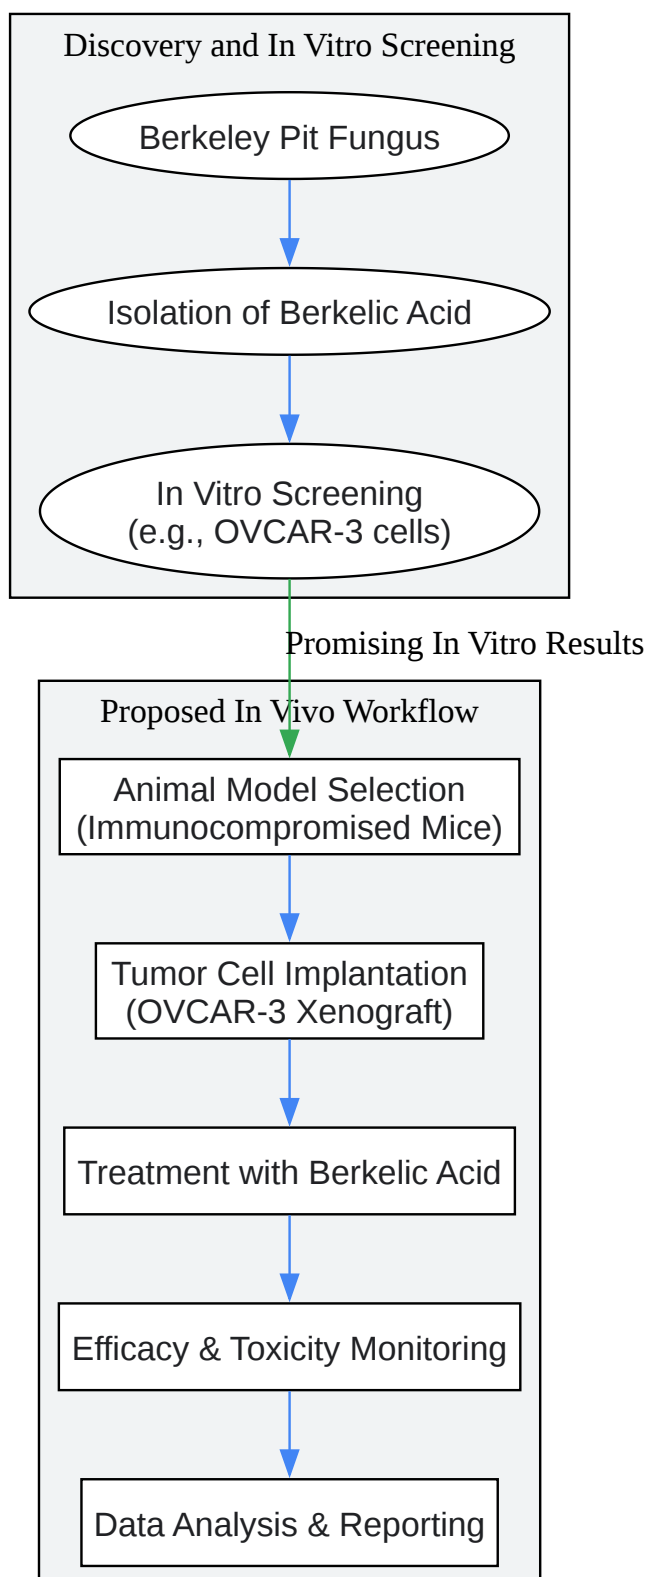 Discovery and In Vitro Screening
Berkeley Pit Fungus
Isolation of Berkelic Acid
In Vitro Screening
(e.g., OVCAR-3 cells)
Promising In Vitro Results
Proposed In Vivo Workflow
Animal Model Selection
(Immunocompromised Mice)
Tumor Cell Implantation
(OVCAR-3 Xenograft)
Treatment with Berkelic Acid
Efficacy & Toxicity Monitoring
Data Analysis & Reporting